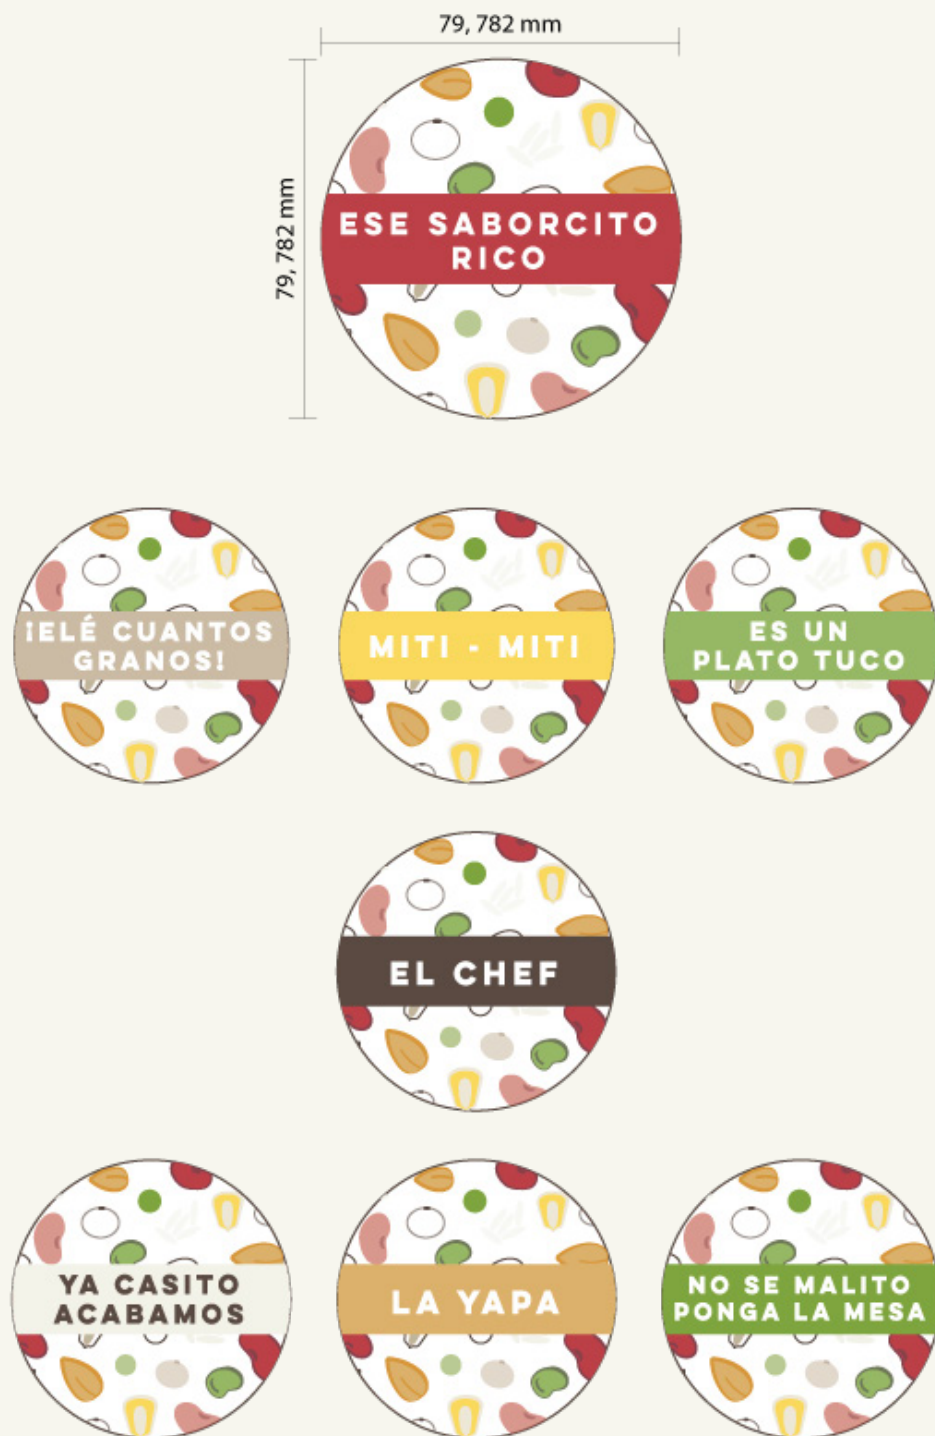 79, 782 mm
79, 782 mm
ESE SABORCITO
RICO
¡ELÉ CUANTOS
GRANOS!
MITI - MITI
ES UN
PLATO TUCO
EL CHEF
YA CASITO
ACABAMOS
LA YAPA
NO SE MALITO
PONGA LA MESA